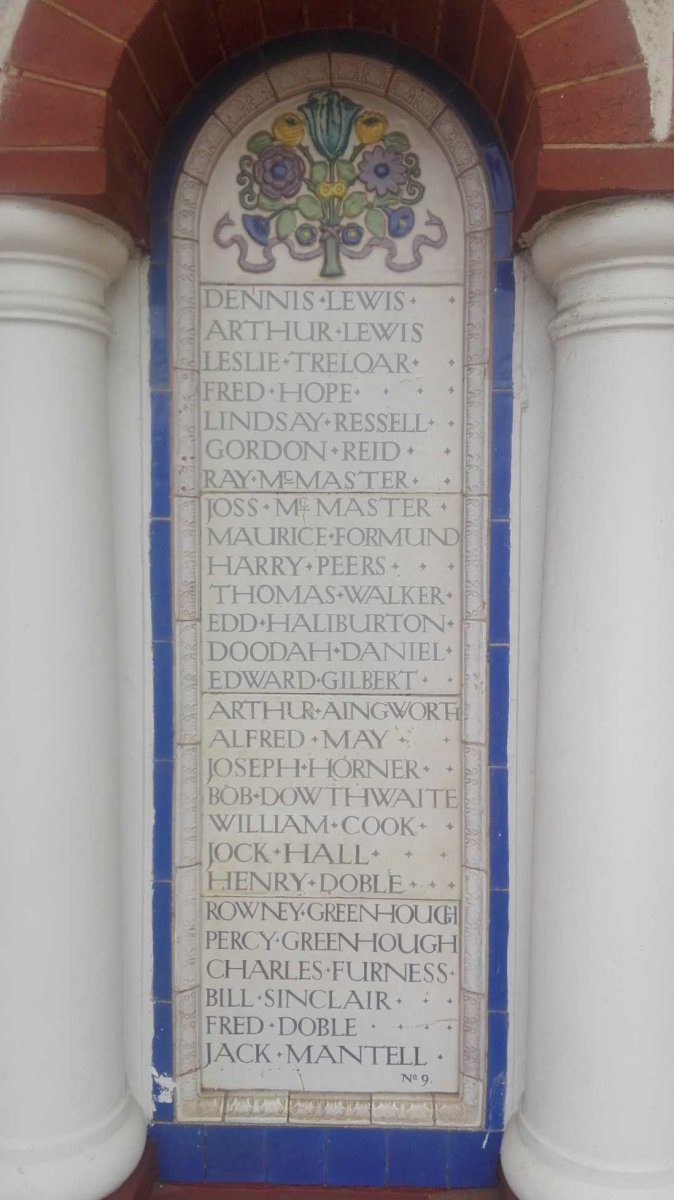 DENNIS·LEWIS·
ARTHUR·LEWIS
LESLIE·TRELOAR·
FRED·HOPE·
LINDSAY·RESSELL·
GORDON·REID·
RAY·McMASTER·
JOSS·McMASTER·
MAURICE·FORMUND
HARRY·PEERS·
THOMAS·WALKER·
EDD·HALIBURTON·
DOODAH·DANIEL·
EDWARD·GILBERT·
ARTHUR·AINGWORTH
ALFRED·MAY·
JOSEPH·HORNER·
BOB·DOWTHWAITE
WILLIAM·COOK·
JOCK·HALL·
HENRY·DOBLE·
ROWNEY·GREENHOUGH
PERCY·GREENHOUGH
CHARLES·FURNESS·
BILL·SINCLAIR·
FRED·DOBLE·
JACK·MANTELL·
No 9.